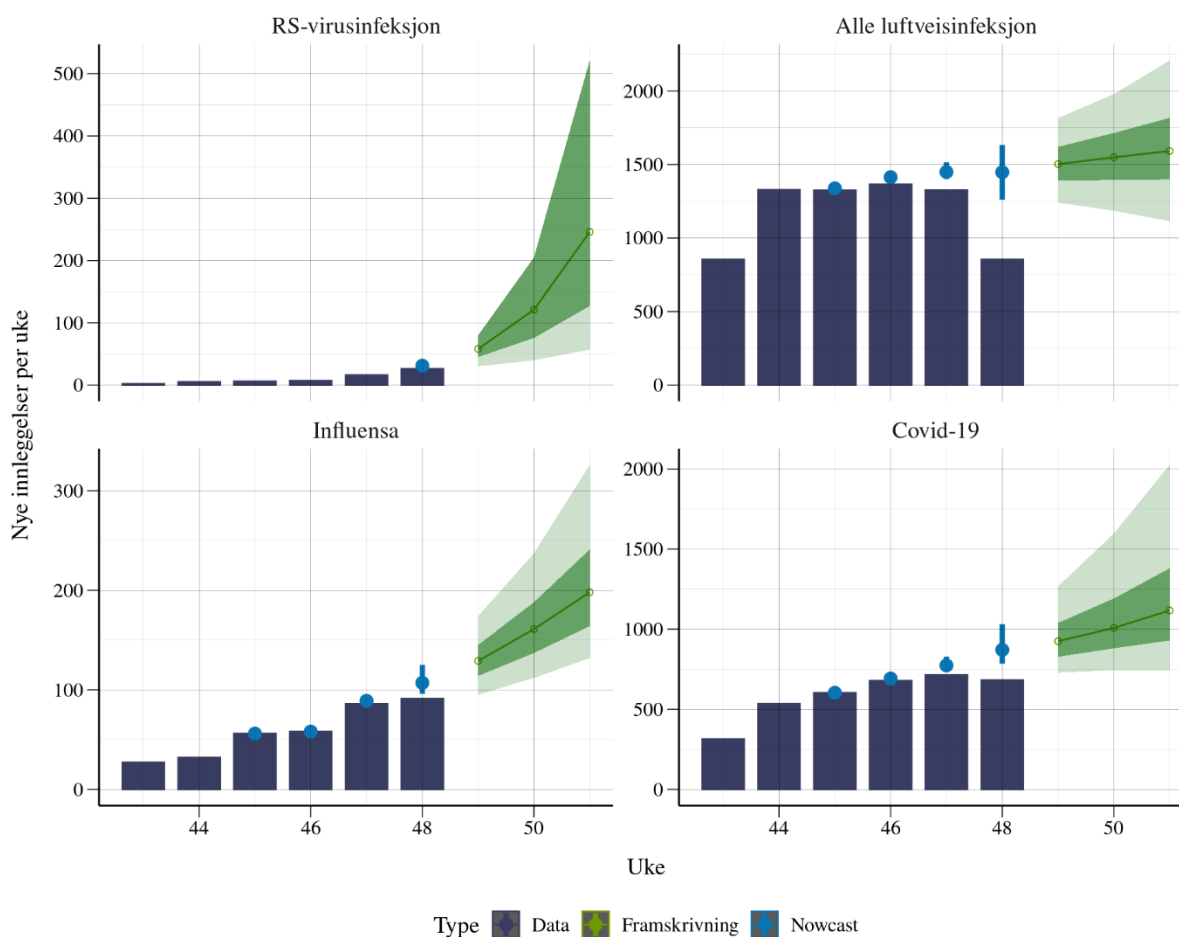 RS-virusinfeksjon
Alle luftveisinfeksjon
500
400
300
200
100
0
2000
1500
1000
500
0
Nye innleggelser per uke
Influensa
Covid-19
300
200
100
0
2000
1500
1000
500
0
44 46 48 50
44 46 48 50
Uke
Type Data Framskrivning Nowcast